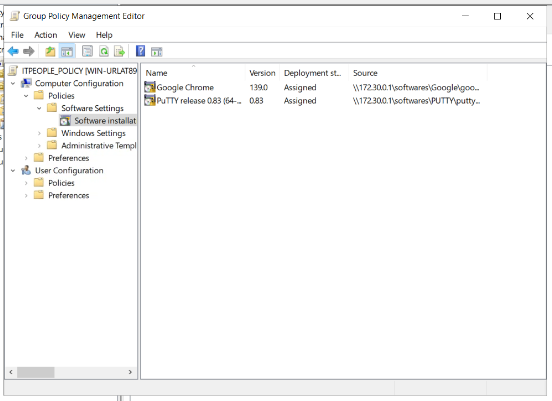 Group Policy Management Editor
File Action View Help
ITPEOPLE_POLICY [WIN-URLAT89
Computer Configuration
Policies
Software Settings
Software installat
Windows Settings
Administrative Templ
Preferences
User Configuration
Policies
Preferences
Name Version Deployment st... Source
Google Chrome 139.0 Assigned \\172.30.0.1\softwares\Google\goo...
PuTTY release 0.83 (64-... 0.83 Assigned \\172.30.0.1\softwares\PUTTY\putty...